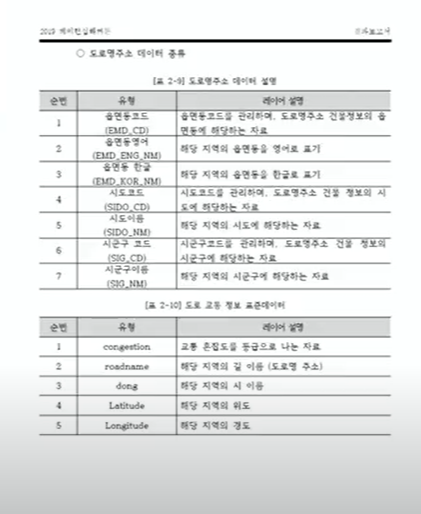 2019 캐피탈일해커톤 결과보고서
○ 도로명주소 데이터 종류
[표 2-9] 도로명주소 데이터 설명
순번 유형 레이어 설명
1 읍면동코드 (EMD_CD) 읍면동코드를 관리하며, 도로명주소 건물정보의 읍
면동에 해당하는 자료
2 읍면동영어 (EMD_ENG_NM) 해당 지역의 읍면동을 영어로 표기
3 읍면동 한글 (EMD_KOR_NM) 해당 지역의 읍면동을 한글로 표기
4 시도코드 (SIDO_CD) 시도코드를 관리하며, 도로명주소 건물 정보의 시
도에 해당하는 자료
5 시도이름 (SIDO_NM) 해당 지역의 시도에 해당하는 자료
6 시군구 코드 (SIG_CD) 시군구코드를 관리하며, 도로명주소 건물 정보의
시군구에 해당하는 자료
7 시군구이름 (SIG_NM) 해당 지역의 시군구에 해당하는 자료
[표 2-10] 도로 교통 정보 표준데이터
순번 유형 레이어 설명
1 congestion 교통 혼잡도를 등급으로 나눈 자료
2 roadname 해당 지역의 길 이름 (도로명 주소)
3 dong 해당 지역의 시 이름
4 Latitude 해당 지역의 위도
5 Longitude 해당 지역의 경도